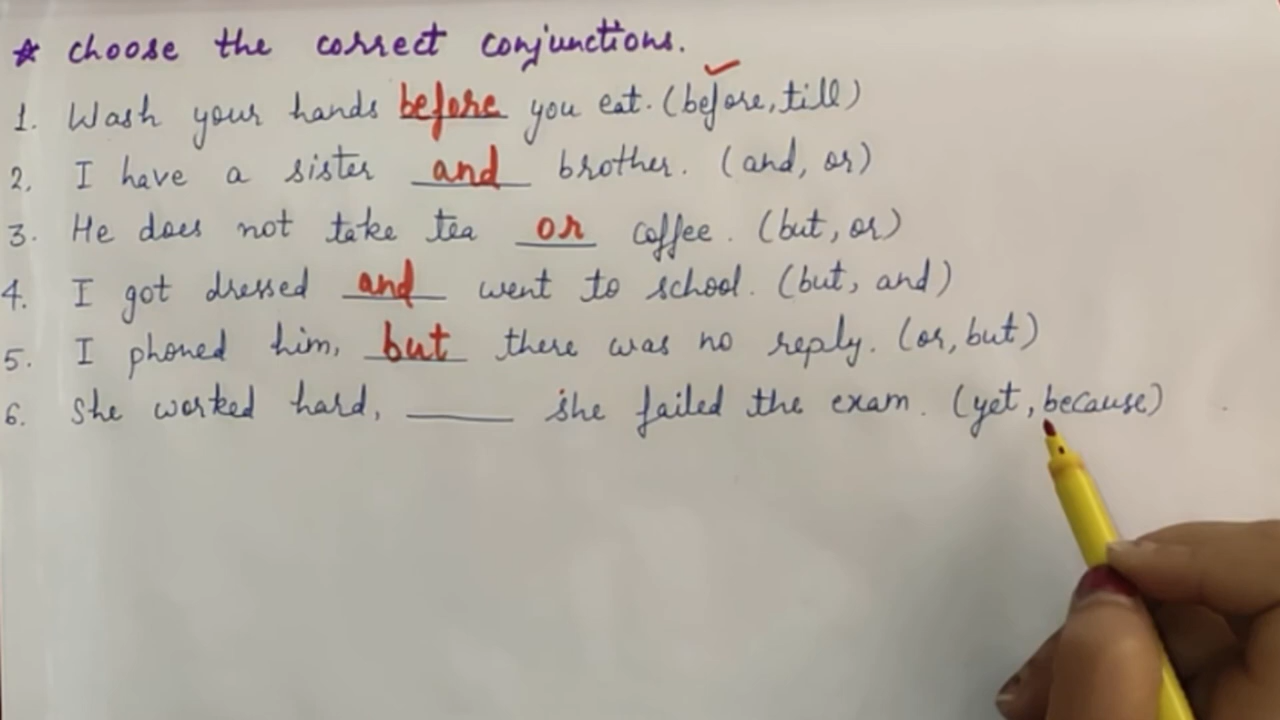 * choose the correct conjunctions.
1. Wash your hands before you eat. (before, till)
2. I have a sister and brother. (and, or)
3. He does not take tea or coffee. (but, or)
4. I got dressed and went to school. (but, and)
5. I phoned him, but there was no reply. (or, but)
6. She worked hard, ______ she failed the exam. (yet, because)